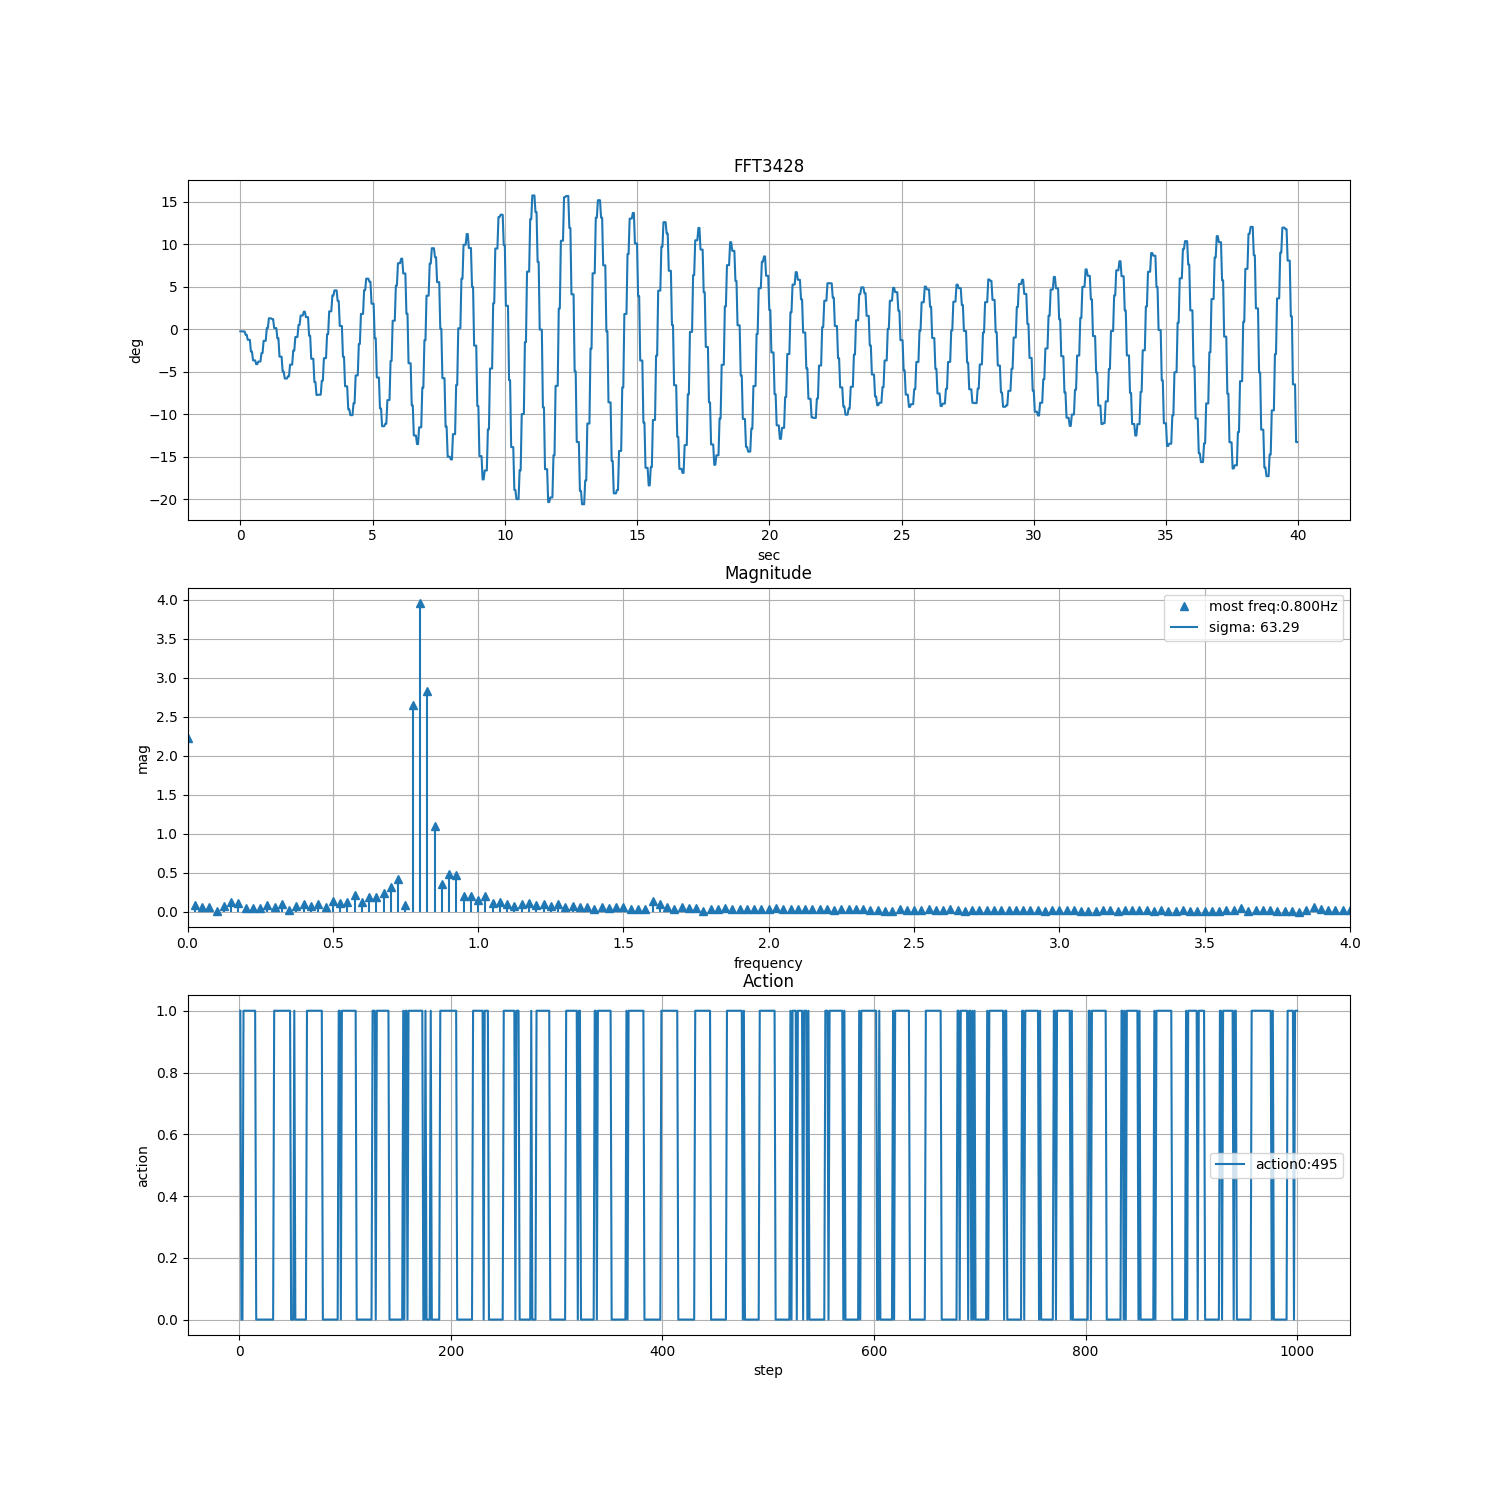 FFT3428
15
10
5
0
−5
−10
−15
−20
deg
0 5 10 15 20 25 30 35 40
sec
Magnitude
4.0
3.5
3.0
2.5
2.0
1.5
1.0
0.5
0.0
mag
most freq:0.800Hz
sigma: 63.29
0.0 0.5 1.0 1.5 2.0 2.5 3.0 3.5 4.0
frequency
Action
1.0
0.8
0.6
0.4
0.2
0.0
action
action0:495
0 200 400 600 800 1000
step